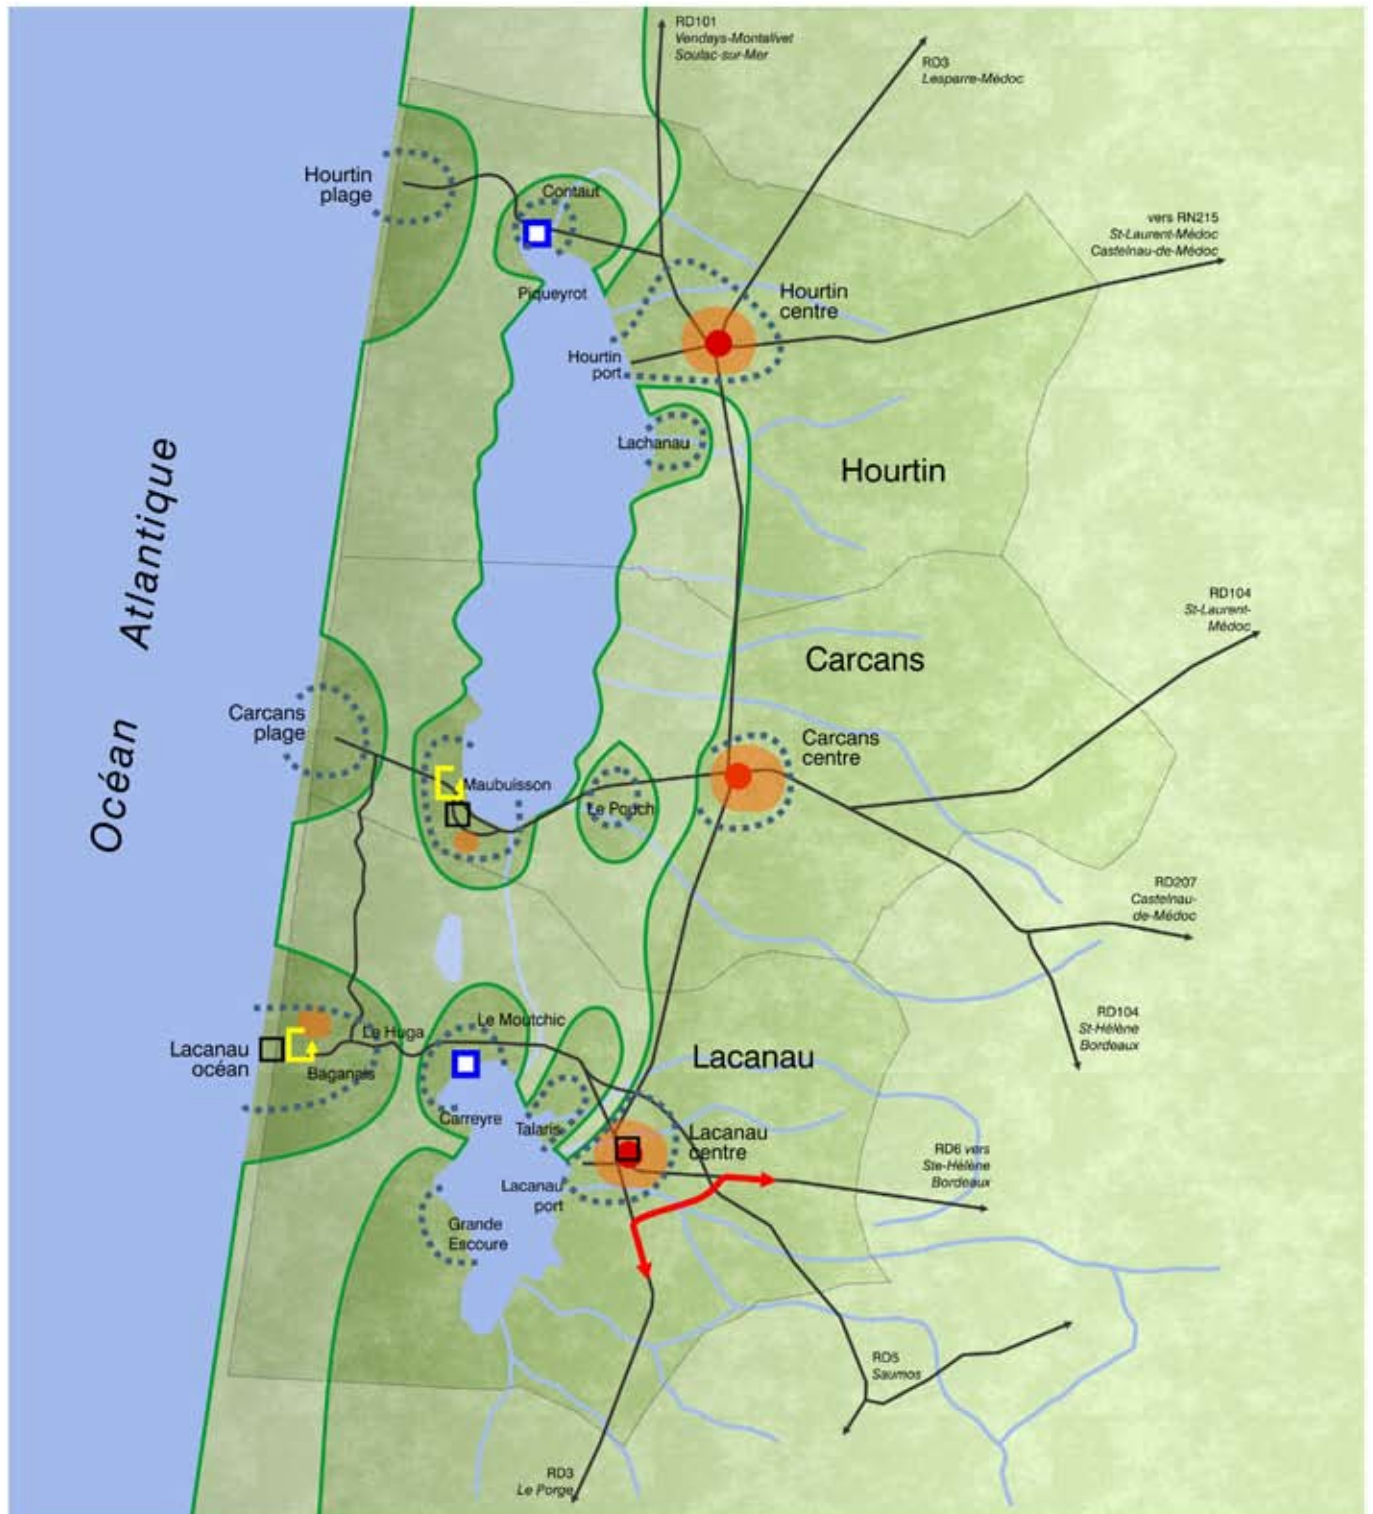 RD101
Vendays-Montalivet
Soulac-sur-Mer
RD3
Lesparre-Médoc
Hourtin
plage
Contaut
vers RN215
St-Laurent-Médoc
Castelnau-de-Médoc
Piqueyrot
Hourtin
centre
Hourtin
port
Lachanau
Hourtin
Océan Atlantique
RD104
St-Laurent-
Médoc
Carcans
Carcans
plage
Carcans
centre
Maubuisson
Le Pouch
RD207
Castelnau-
de-Médoc
RD104
St-Hélène
Bordeaux
Le Moutchic
Le Huga
Lacanau
océan
Baganais
Lacanau
Carreyre
Talaris
Lacanau
centre
RD6 vers
Ste-Hélène
Bordeaux
Lacanau
port
Grande
Escoure
RD5
Saumos
RD3
Le Porge